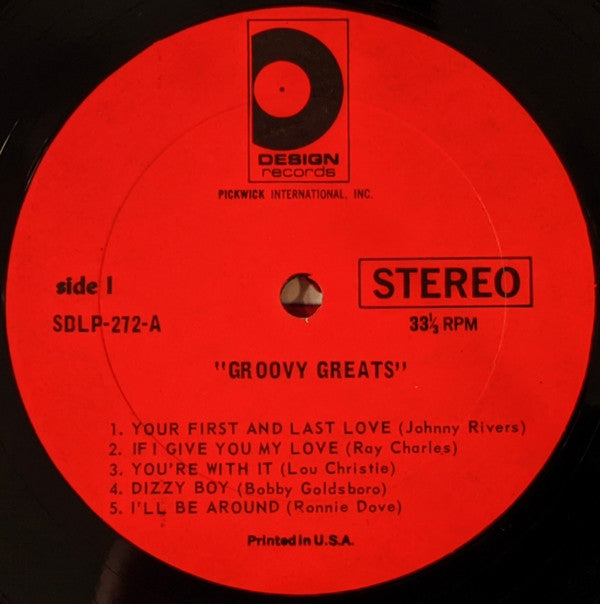 DESIGN
records
PICKWICK INTERNATIONAL, INC.
side 1
STEREO
SDLP-272-A
33⅓ RPM
"GROOVY GREATS"
1. YOUR FIRST AND LAST LOVE (Johnny Rivers)
2. IF I GIVE YOU MY LOVE (Ray Charles)
3. YOU'RE WITH IT (Lou Christie)
4. DIZZY BOY (Bobby Goldsboro)
5. I'LL BE AROUND (Ronnie Dove)
Printed in U.S.A.